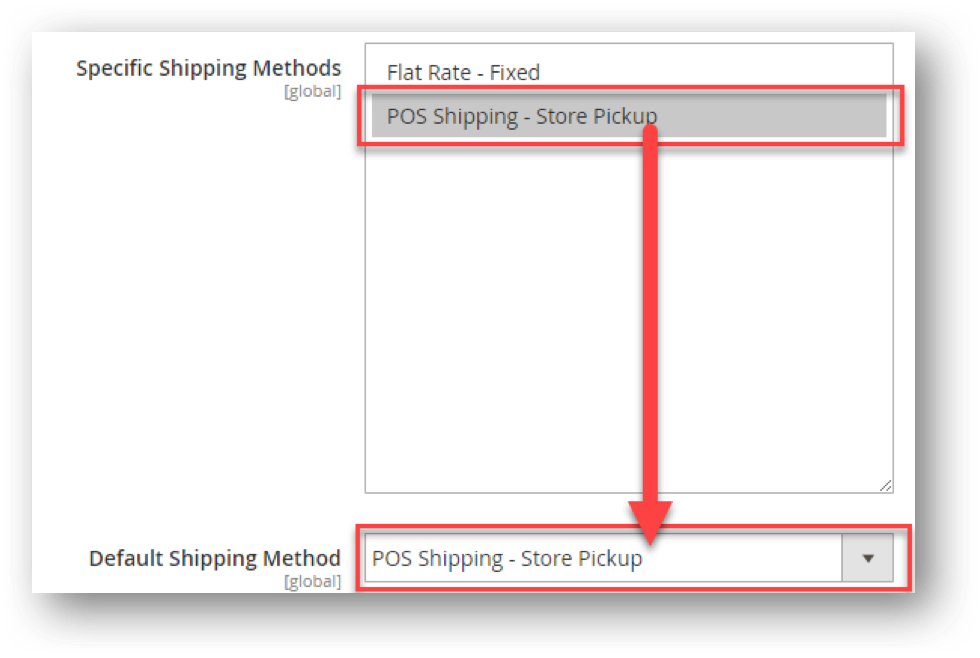 Specific Shipping Methods
[global]
Flat Rate - Fixed
POS Shipping - Store Pickup
Default Shipping Method
[global]
POS Shipping - Store Pickup